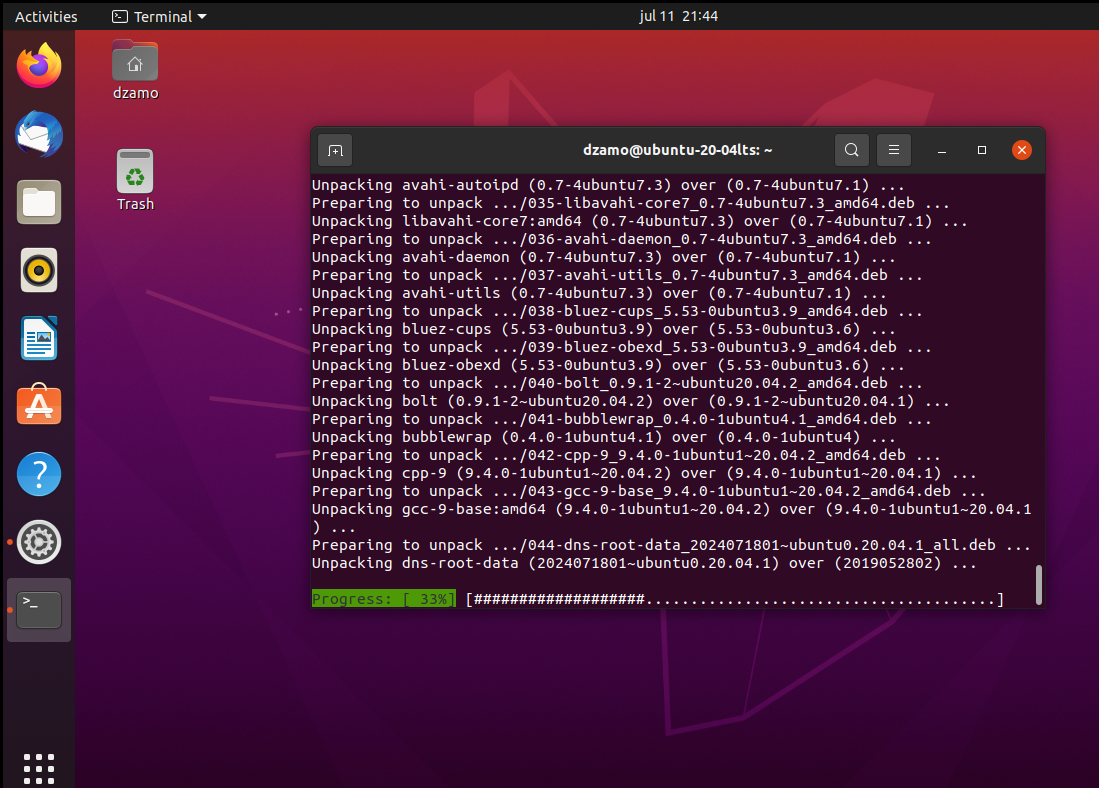 Activities
Terminal
jul 11 21:44
dzamo
Trash
dzamo@ubuntu-20-04lts: ~
Unpacking avahi-autoipd (0.7-4ubuntu7.3) over (0.7-4ubuntu7.1) ...
Preparing to unpack .../035-libavahi-core7_0.7-4ubuntu7.3_amd64.deb ...
Unpacking libavahi-core7:amd64 (0.7-4ubuntu7.3) over (0.7-4ubuntu7.1) ...
Preparing to unpack .../036-avahi-daemon_0.7-4ubuntu7.3_amd64.deb ...
Unpacking avahi-daemon (0.7-4ubuntu7.3) over (0.7-4ubuntu7.1) ...
Preparing to unpack .../037-avahi-utils_0.7-4ubuntu7.3_amd64.deb ...
Unpacking avahi-utils (0.7-4ubuntu7.3) over (0.7-4ubuntu7.1) ...
Preparing to unpack .../038-bluez-cups_5.53-0ubuntu3.9_amd64.deb ...
Unpacking bluez-cups (5.53-0ubuntu3.9) over (5.53-0ubuntu3.6) ...
Preparing to unpack .../039-bluez-obexd_5.53-0ubuntu3.9_amd64.deb ...
Unpacking bluez-obexd (5.53-0ubuntu3.9) over (5.53-0ubuntu3.6) ...
Preparing to unpack .../040-bolt_0.9.1-2~ubuntu20.04.2_amd64.deb ...
Unpacking bolt (0.9.1-2~ubuntu20.04.2) over (0.9.1-2~ubuntu20.04.1) ...
Preparing to unpack .../041-bubblewrap_0.4.0-1ubuntu4.1_amd64.deb ...
Unpacking bubblewrap (0.4.0-1ubuntu4.1) over (0.4.0-1ubuntu4) ...
Preparing to unpack .../042-cpp-9_9.4.0-1ubuntu1~20.04.2_amd64.deb ...
Unpacking cpp-9 (9.4.0-1ubuntu1~20.04.2) over (9.4.0-1ubuntu1~20.04.1) ...
Preparing to unpack .../043-gcc-9-base_9.4.0-1ubuntu1~20.04.2_amd64.deb ...
Unpacking gcc-9-base:amd64 (9.4.0-1ubuntu1~20.04.2) over (9.4.0-1ubuntu1~20.04.1
) ...
Preparing to unpack .../044-dns-root-data_2024071801~ubuntu0.20.04.1_all.deb ...
Unpacking dns-root-data (2024071801~ubuntu0.20.04.1) over (2019052802) ...
Progress: [ 33%] [###################.......................................]